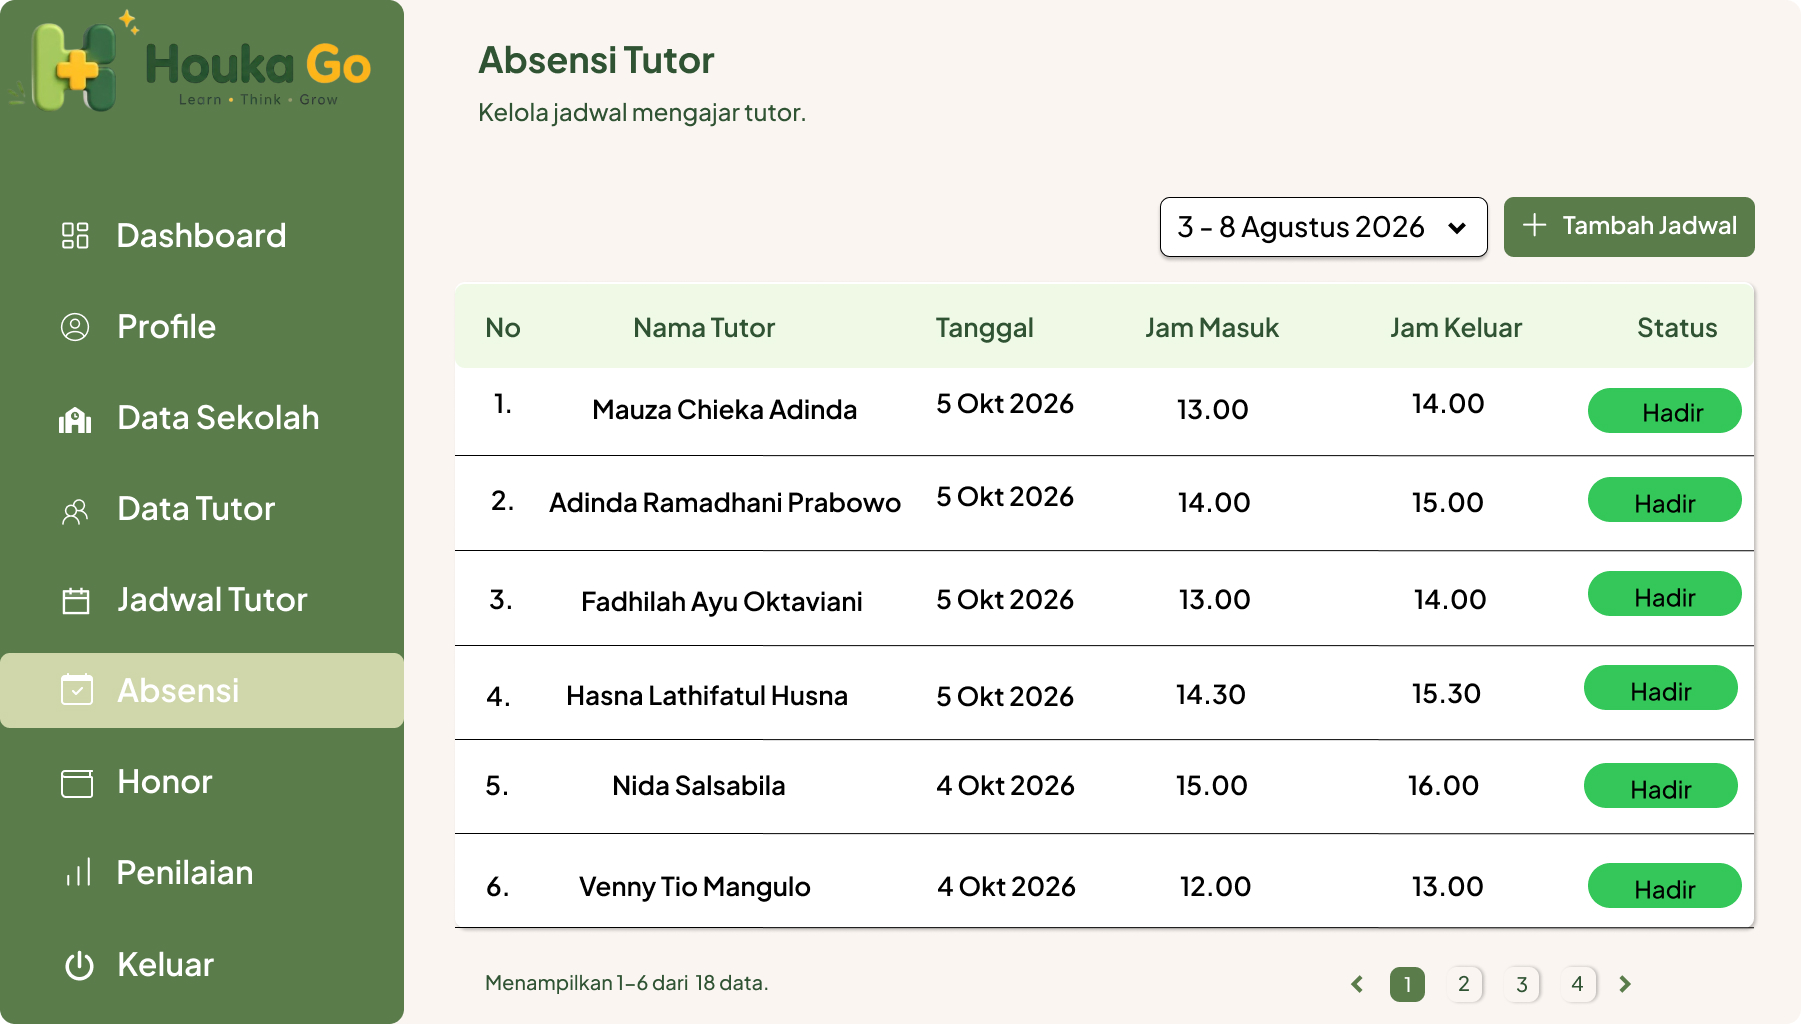 Houka Go
Learn • Think • Grow
Dashboard
Profile
Data Sekolah
Data Tutor
Jadwal Tutor
Absensi
Honor
Penilaian
Keluar
Absensi Tutor
Kelola jadwal mengajar tutor.
3 - 8 Agustus 2026
Tambah Jadwal
No Nama Tutor Tanggal Jam Masuk Jam Keluar Status
1. Mauza Chieka Adinda 5 Okt 2026 13.00 14.00 Hadir
2. Adinda Ramadhani Prabowo 5 Okt 2026 14.00 15.00 Hadir
3. Fadhilah Ayu Oktaviani 5 Okt 2026 13.00 14.00 Hadir
4. Hasna Lathifatul Husna 5 Okt 2026 14.30 15.30 Hadir
5. Nida Salsabila 4 Okt 2026 15.00 16.00 Hadir
6. Venny Tio Mangulo 4 Okt 2026 12.00 13.00 Hadir
Menampilkan 1-6 dari 18 data.
1 2 3 4